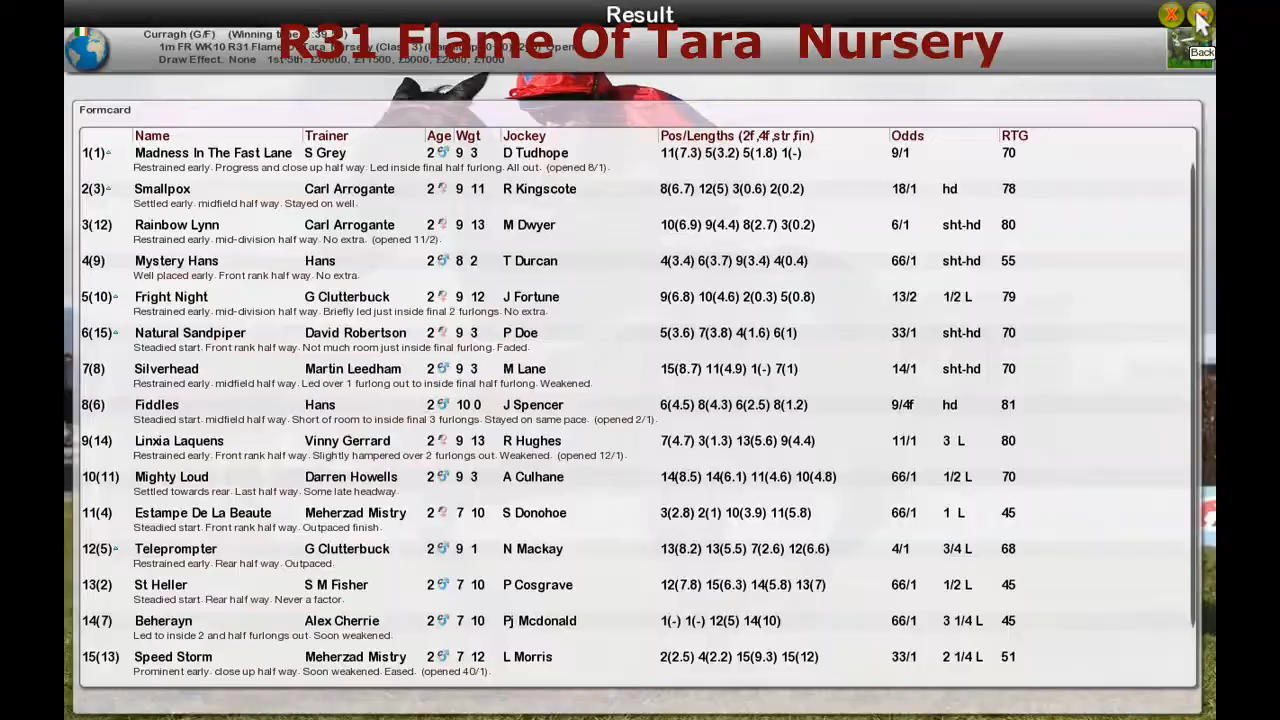 Result
R31 Flame Of Tara Nursery
Curragh (G/F) (Winning
1m FR WK10 R31
Draw Effect. None 1st-5th. £30000, £11500, £5000, £2500, £1000
Back
Formcard
Name Trainer Age Wgt Jockey Pos/Lengths (2f,4f,str,fin) Odds RTG
1(1) Madness In The Fast Lane S Grey 2 9 3 D Tudhope 11(7.3) 5(3.2) 5(1.8) 1(-) 9/1 70
Restrained early. Progress and close up half way. Led inside final half furlong. All out. (opened 8/1).
2(3) Smallpox Carl Arrogante 2 9 11 R Kingscote 8(6.7) 12(5) 3(0.6) 2(0.2) 18/1 hd 78
Settled early. midfield half way. Stayed on well.
3(12) Rainbow Lynn Carl Arrogante 2 9 13 M Dwyer 10(6.9) 9(4.4) 8(2.7) 3(0.2) 6/1 sht-hd 80
Restrained early. mid-division half way. No extra. (opened 11/2).
4(9) Mystery Hans Hans 2 8 2 T Durcan 4(3.4) 6(3.7) 9(3.4) 4(0.4) 66/1 sht-hd 55
Well placed early. Front rank half way. No extra.
5(10) Fright Night G Clutterbuck 2 9 12 J Fortune 9(6.8) 10(4.6) 2(0.3) 5(0.8) 13/2 1/2 L 79
Restrained early. mid-division half way. Briefly led just inside final 2 furlongs. No extra.
6(15) Natural Sandpiper David Robertson 2 9 3 P Doe 5(3.6) 7(3.8) 4(1.6) 6(1) 33/1 sht-hd 70
Steadied start. Front rank half way. Not much room just inside final furlong. Faded.
7(8) Silverhead Martin Leedham 2 9 3 M Lane 15(8.7) 11(4.9) 1(-) 7(1) 14/1 sht-hd 70
Restrained early. midfield half way. Led over 1 furlong out to inside final half furlong. Weakened.
8(6) Fiddles Hans 2 10 0 J Spencer 6(4.5) 8(4.3) 6(2.5) 8(1.2) 9/4f hd 81
Steadied start. midfield half way. Short of room to inside final 3 furlongs. Stayed on same pace. (opened 2/1).
9(14) Linxia Laquens Vinny Gerrard 2 9 13 R Hughes 7(4.7) 3(1.3) 13(5.6) 9(4.4) 11/1 3 L 80
Restrained early. Front rank half way. Slightly hampered over 2 furlongs out. Weakened. (opened 12/1).
10(11) Mighty Loud Darren Howells 2 9 3 A Culhane 14(8.5) 14(6.1) 11(4.6) 10(4.8) 66/1 1/2 L 70
Settled towards rear. Last half way. Some late headway.
11(4) Estampe De La Beaute Meherzad Mistry 2 7 10 S Donohoe 3(2.8) 2(1) 10(3.9) 11(5.8) 66/1 1 L 45
Steadied start. Front rank half way. Outpaced finish.
12(5) Teleprompter G Clutterbuck 2 9 1 N Mackay 13(8.2) 13(5.5) 7(2.6) 12(6.6) 4/1 3/4 L 68
Restrained early. Rear half way. Outpaced.
13(2) St Heller S M Fisher 2 7 10 P Cosgrave 12(7.8) 15(6.3) 14(5.8) 13(7) 66/1 1/2 L 45
Steadied start. Rear half way. Never a factor.
14(7) Beherayn Alex Cherrie 2 7 10 Pj Mcdonald 1(-) 1(-) 12(5) 14(10) 66/1 3 1/4 L 45
Led to inside 2 and half furlongs out. Soon weakened.
15(13) Speed Storm Meherzad Mistry 2 7 12 L Morris 2(2.5) 4(2.2) 15(9.3) 15(12) 33/1 2 1/4 L 51
Prominent early. close up half way. Soon weakened. Eased. (opened 40/1).